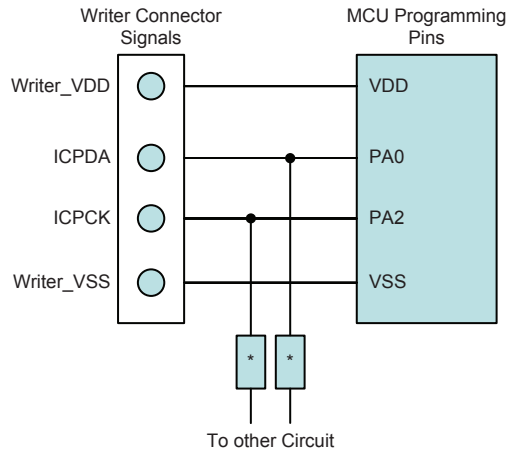 Writer Connector
Signals
MCU Programming
Pins
Writer_VDD
VDD
ICPDA
PA0
ICPCK
PA2
Writer_VSS
VSS
* *
To other Circuit